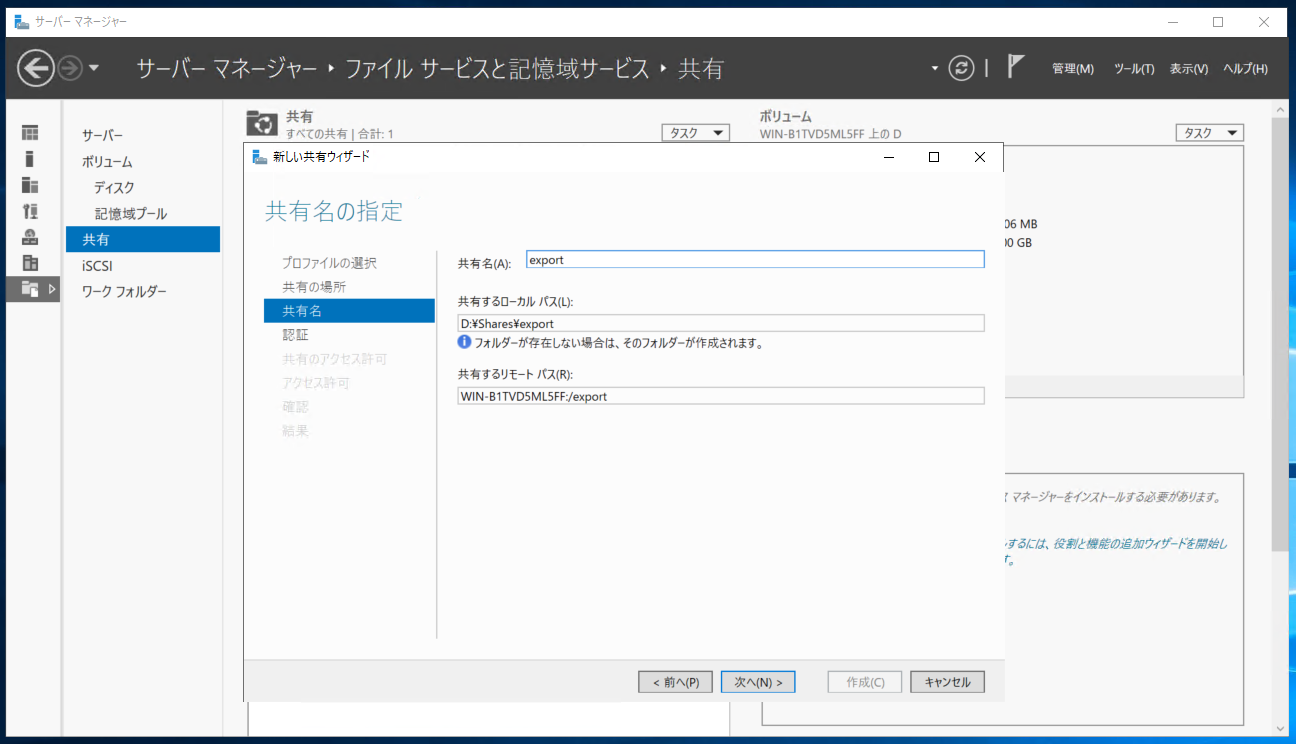 サーバー マネージャー
サーバー マネージャー ‣ ファイル サービスと記憶域サービス ‣ 共有
管理(M) ツール(T) 表示(V) ヘルプ(H)
サーバー
ボリューム
ディスク
記憶域プール
共有
iSCSI
ワーク フォルダー
共有
すべての共有 | 合計: 1
タスク
ボリューム
WIN-B1TVD5ML5FF 上の D
タスク
新しい共有ウィザード
共有名の指定
プロファイルの選択
共有の場所
共有名
認証
共有のアクセス許可
アクセス許可
確認
結果
共有名(A):
export
共有するローカル パス(L):
D:¥Shares¥export
フォルダーが存在しない場合は、そのフォルダーが作成されます。
共有するリモート パス(R):
WIN-B1TVD5ML5FF:/export
06 MB
GB
マネージャーをインストールする必要があります。
するには、役割と機能の追加ウィザードを開始し
す。
< 前へ(P)
次へ(N) >
作成(C)
キャンセル